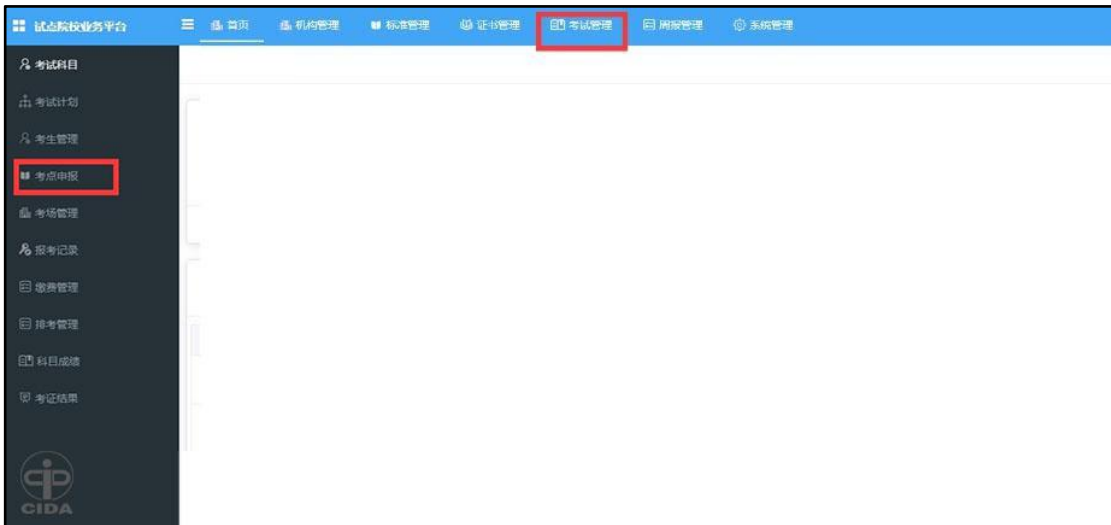 试点院校业务平台 首页 机构管理 标准管理 证书管理 考试管理 周报管理 系统管理
考试科目
考试计划
考生管理
考点申报
考场管理
报考记录
缴费管理
排考管理
科目成绩
考证结果
CIDA